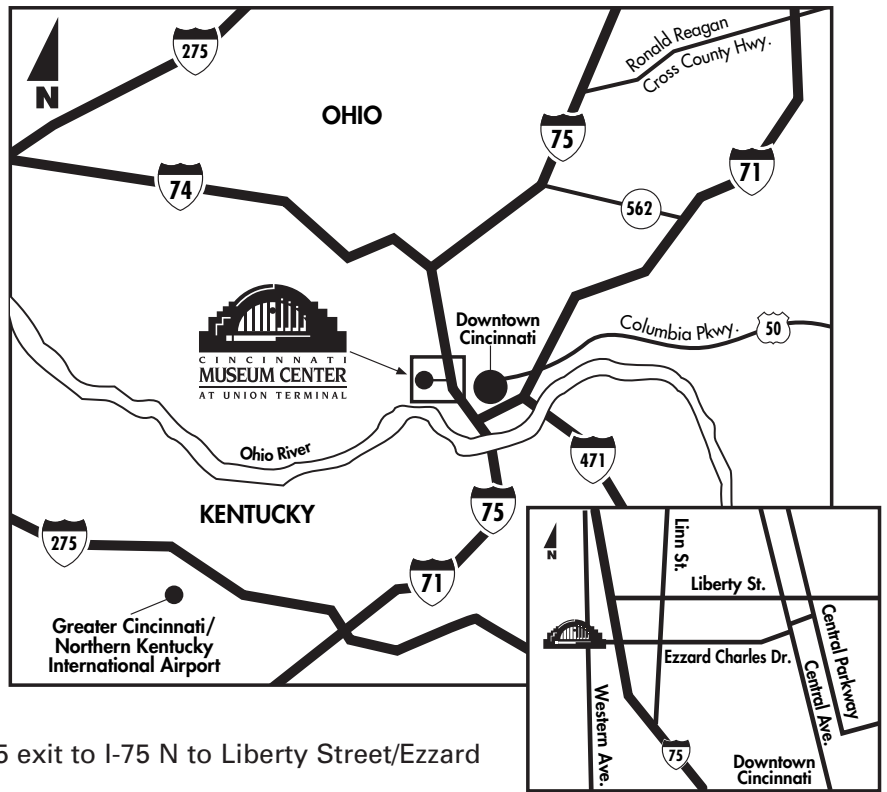 275
N
OHIO
Ronald Reagan
Cross County Hwy.
75
71
74
562
CINCINNATI
MUSEUM CENTER
AT UNION TERMINAL
Downtown
Cincinnati
Columbia Pkwy.
50
Ohio River
471
KENTUCKY
75
275
71
Greater Cincinnati/
Northern Kentucky
International Airport
N
Linn St.
Liberty St.
Ezzard Charles Dr.
Central Parkway
Central Ave.
Western Ave.
75
Downtown
Cincinnati
5 exit to I-75 N to Liberty Street/Ezzard